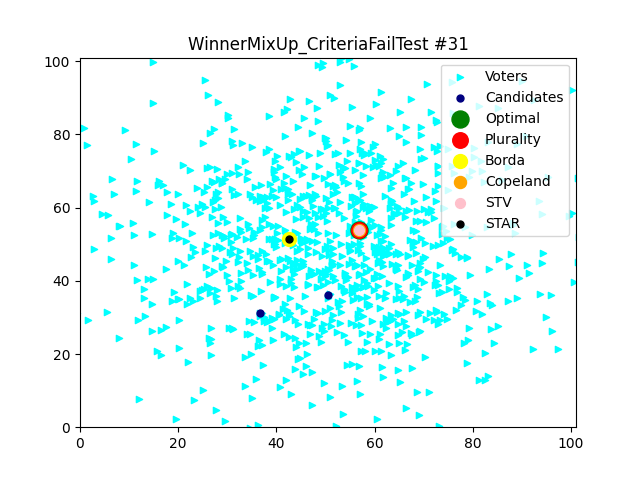 WinnerMixUp_CriteriaFailTest #31
100
80
60
40
20
0
0
20
40
60
80
100
Voters
Candidates
Optimal
Plurality
Borda
Copeland
STV
STAR